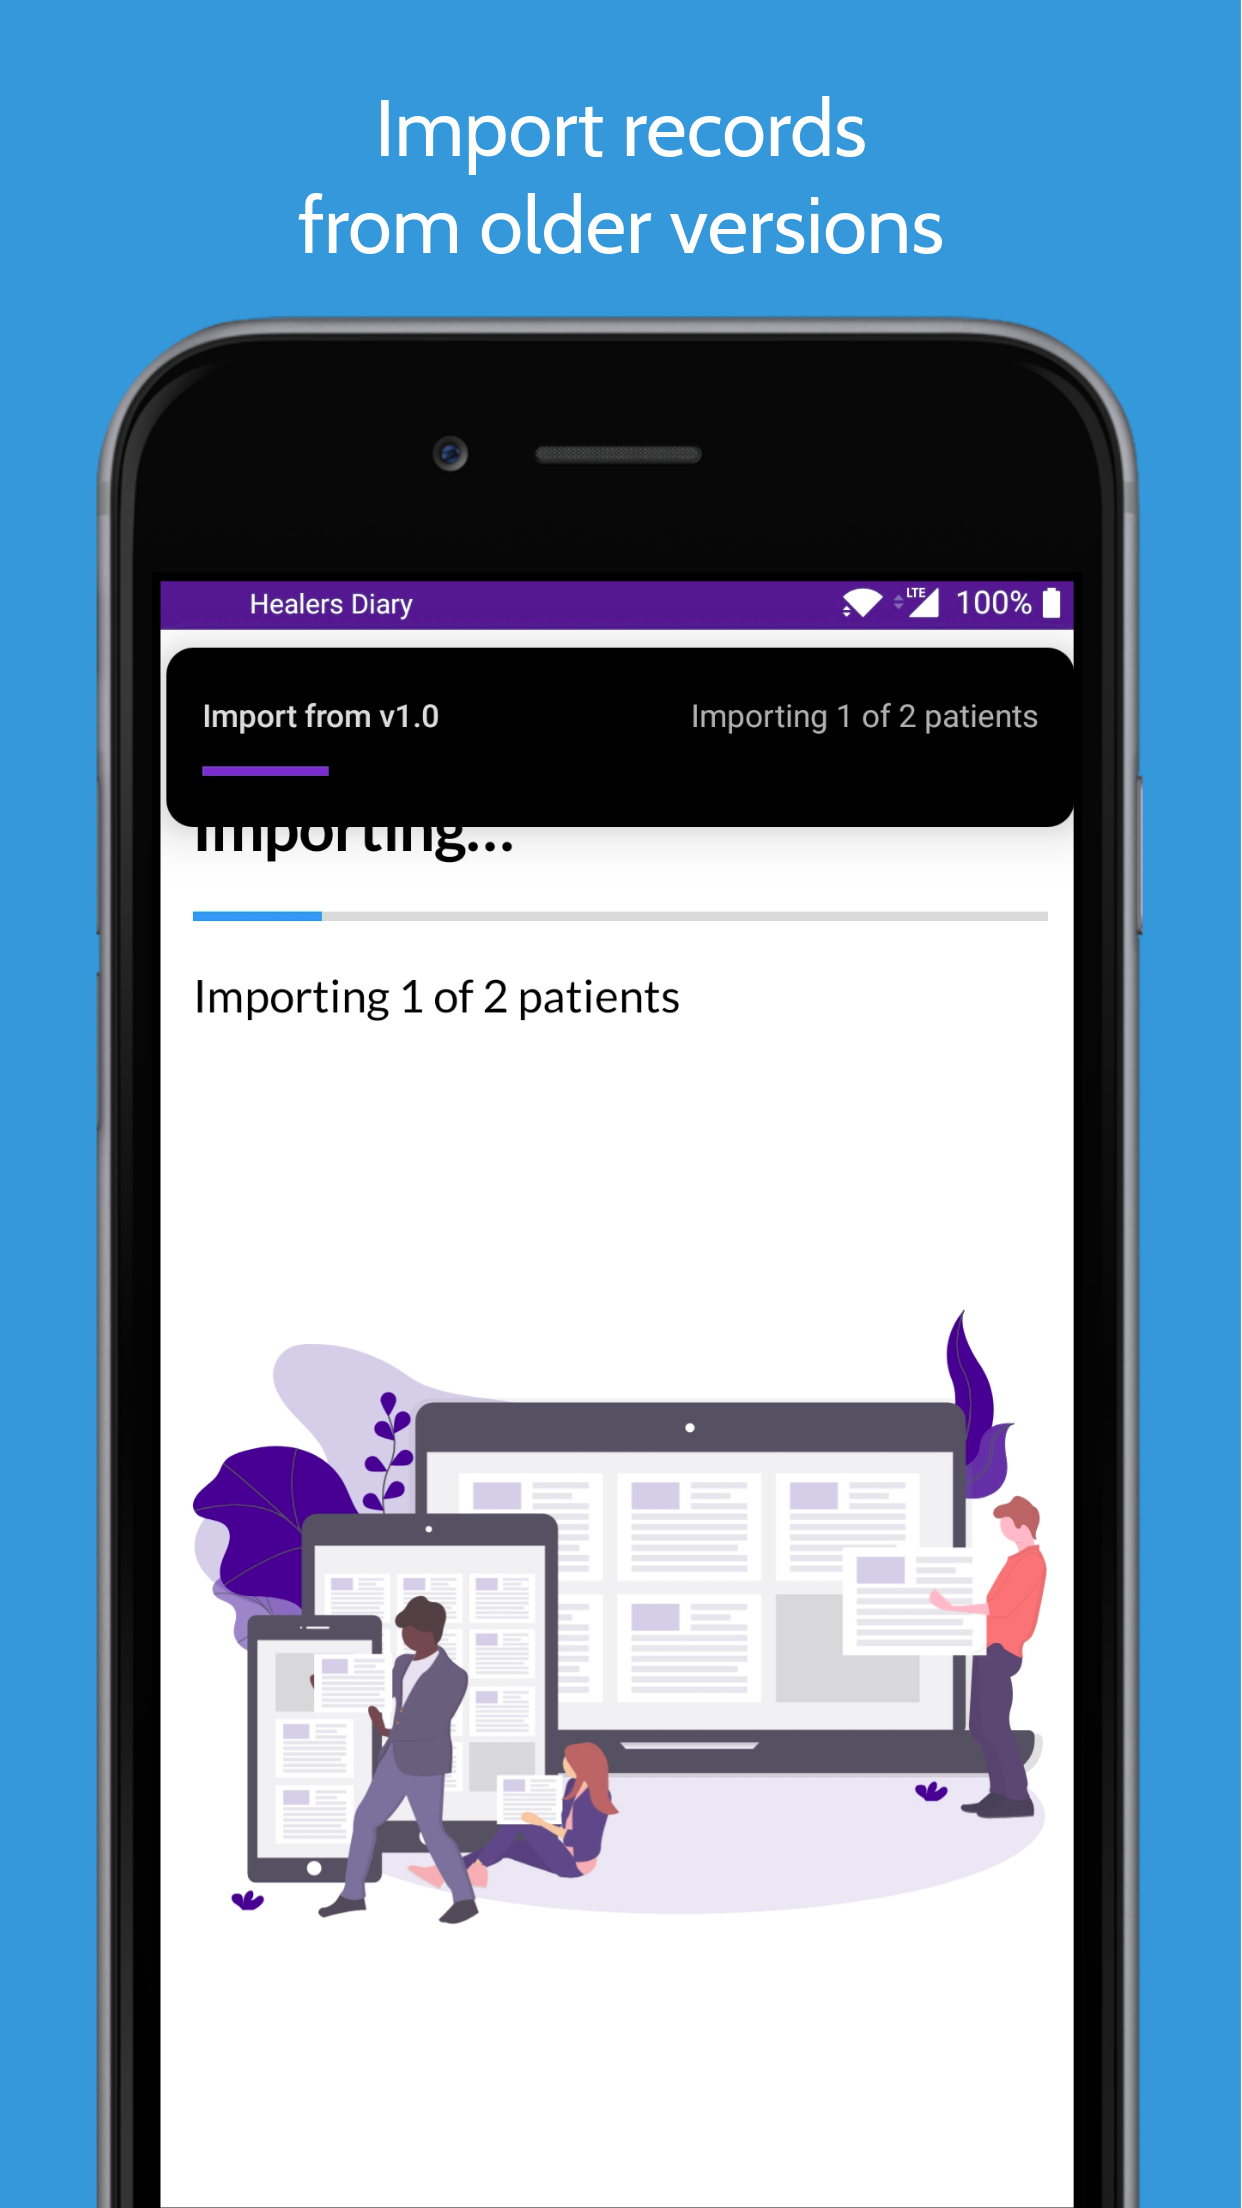 Import records
from older versions
Healers Diary
LTE 100%
Import from v1.0 Importing 1 of 2 patients
Importing...
Importing 1 of 2 patients